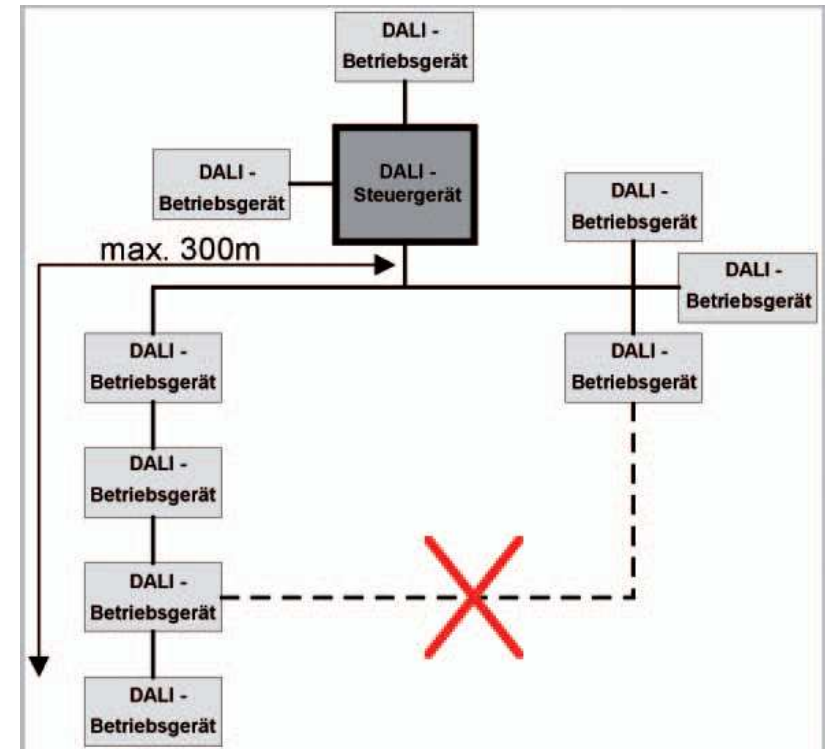 DALI -
Betriebsgerät
DALI -
Betriebsgerät
DALI -
Steuergerät
DALI -
Betriebsgerät
max. 300m
DALI -
Betriebsgerät
DALI -
Betriebsgerät
DALI -
Betriebsgerät
DALI -
Betriebsgerät
DALI -
Betriebsgerät
DALI -
Betriebsgerät